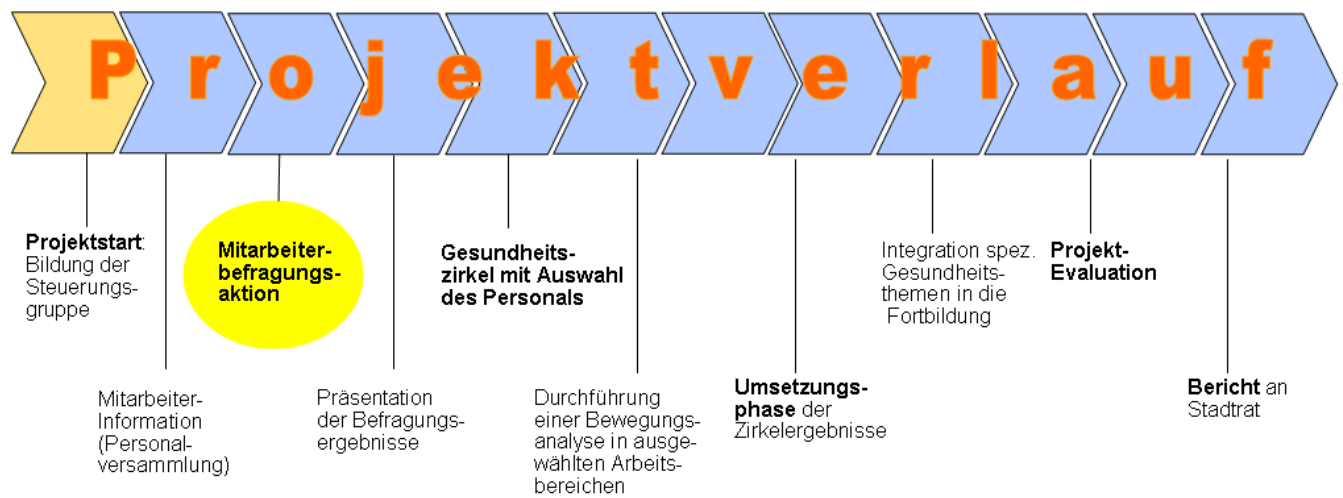 Projektverlauf
Projektstart:
Bildung der
Steuerungs-
gruppe
Mitarbeiter-
Information
(Personal-
versammlung)
Mitarbeiter-
befragungs-
aktion
Präsentation
der Befragungs-
ergebnisse
Gesundheits-
zirkel mit Auswahl
des Personals
Durchführung
einer Bewegungs-
analyse in ausge-
wählten Arbeits-
bereichen
Umsetzungs-
phase der
Zirkelergebnisse
Integration spez.
Gesundheits-
themen in die
Fortbildung
Projekt-
Evaluation
Bericht an
Stadtrat